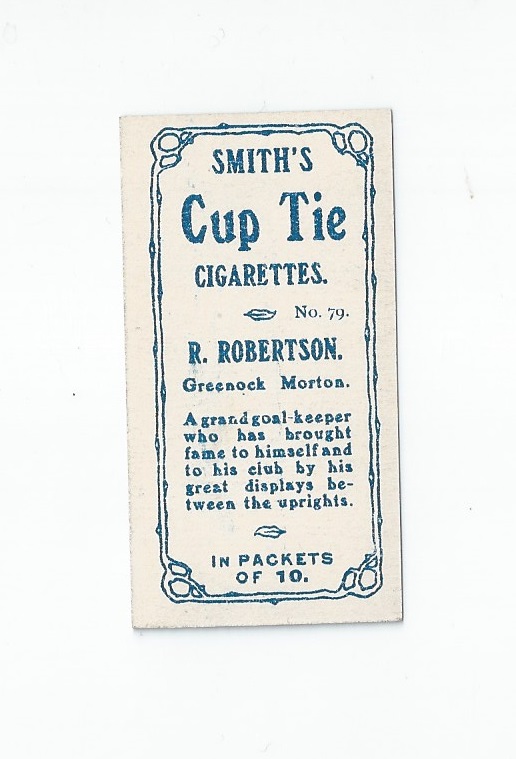 SMITH'S
Cup Tie
CIGARETTES.
No. 79.
R. ROBERTSON.
Greenock Morton.
A grand goal-keeper
who has brought
fame to himself and
to his club by his
great displays be-
tween the uprights.
IN PACKETS
OF 10.